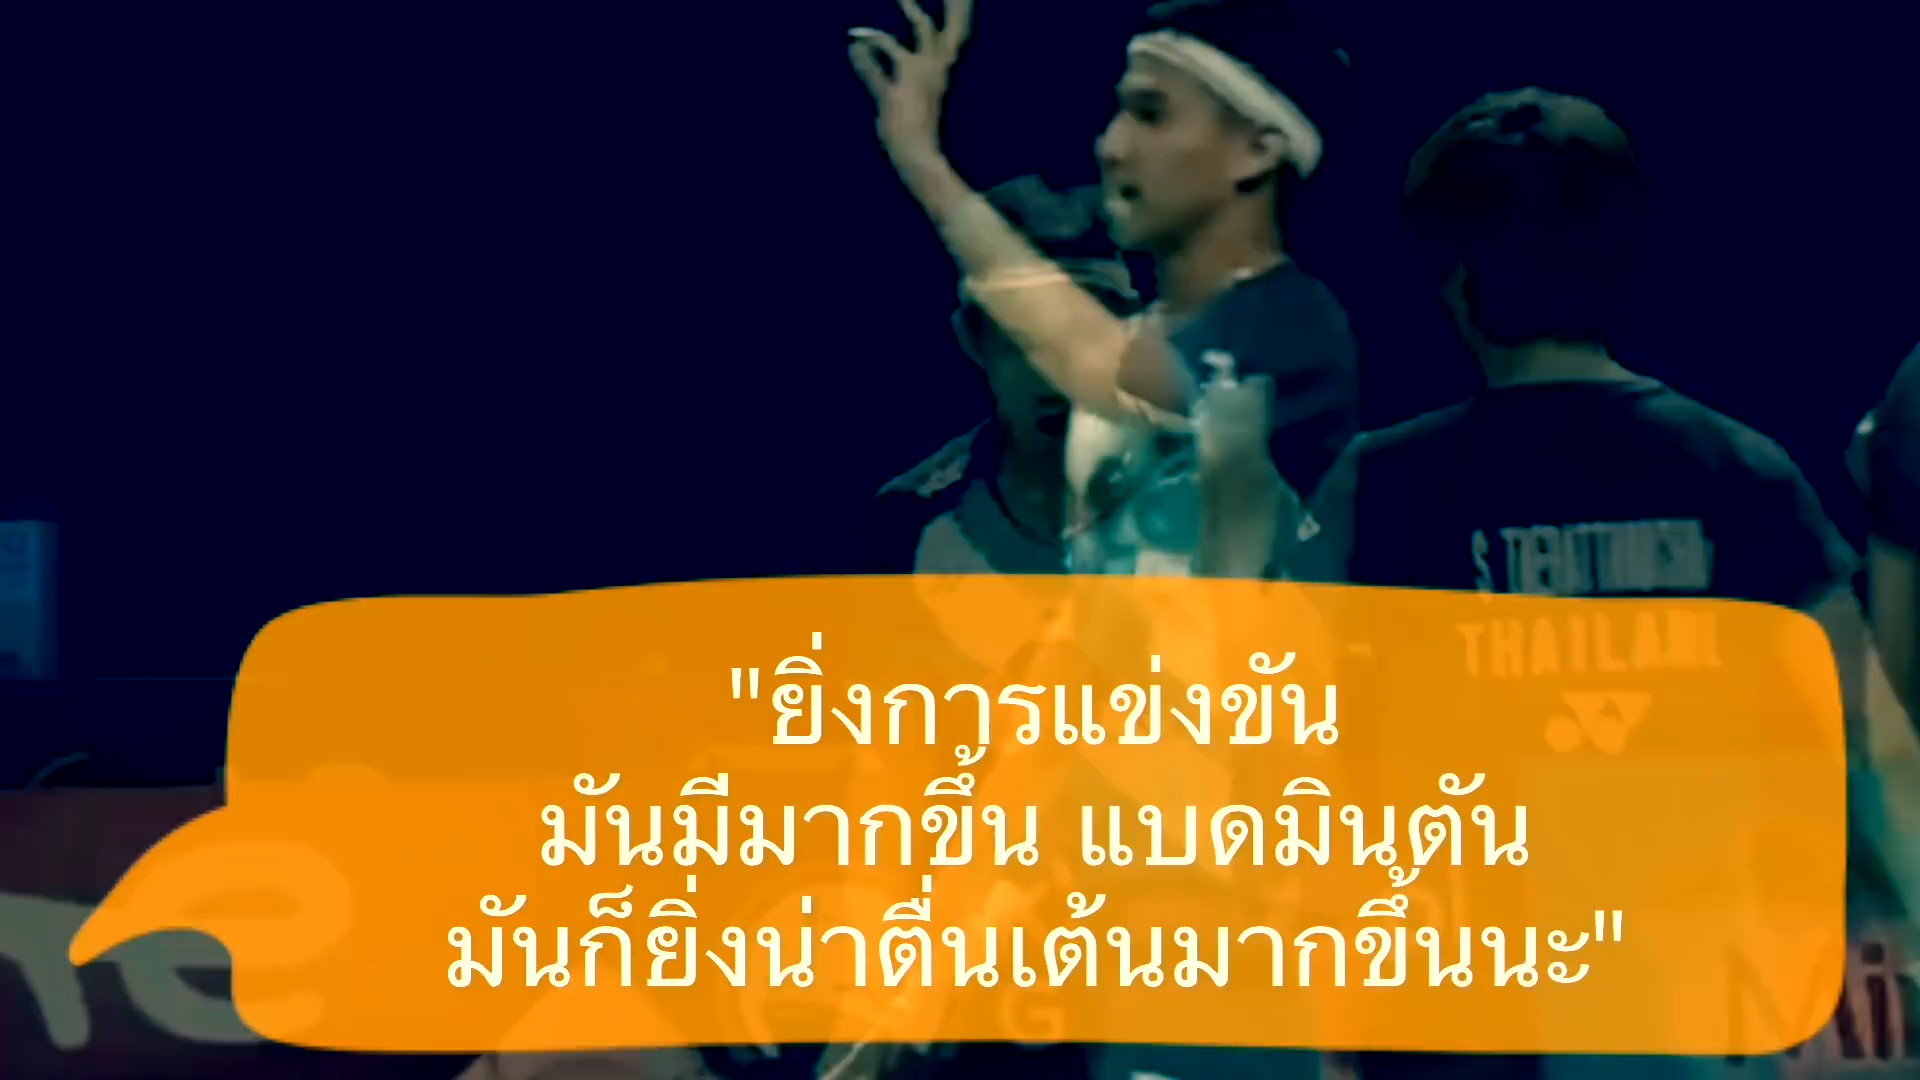 THAILAND
"ยิ่งการแข่งขัน
มันมีมากขึ้น แบดมินตัน
มันก็ยิ่งน่าตื่นเต้นมากขึ้นนะ"